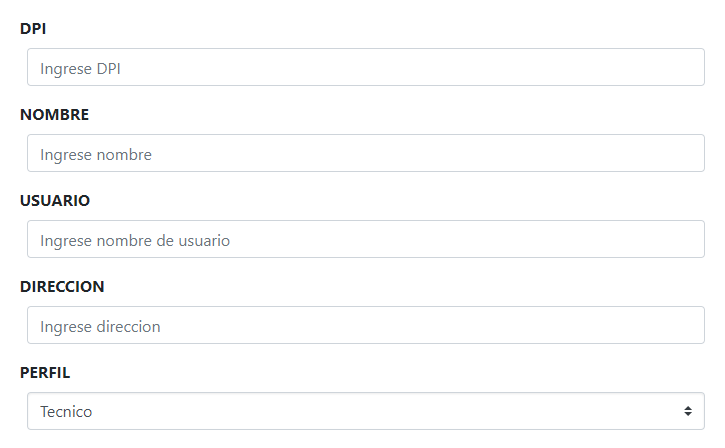 DPI
Ingrese DPI
NOMBRE
Ingrese nombre
USUARIO
Ingrese nombre de usuario
DIRECCION
Ingrese direccion
PERFIL
Tecnico